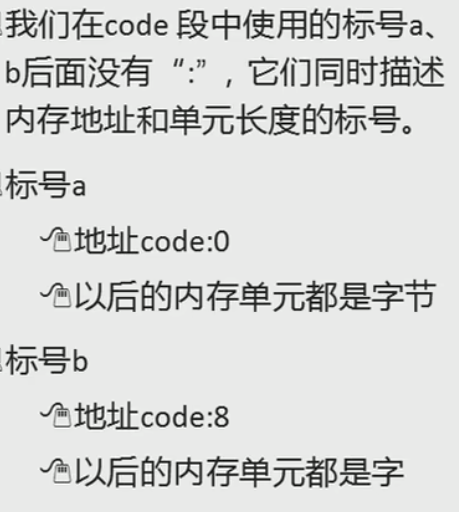 我们在code 段中使用的标号a、
b后面没有“:”，它们同时描述
内存地址和单元长度的标号。
标号a
地址code:0
以后的内存单元都是字节
标号b
地址code:8
以后的内存单元都是字